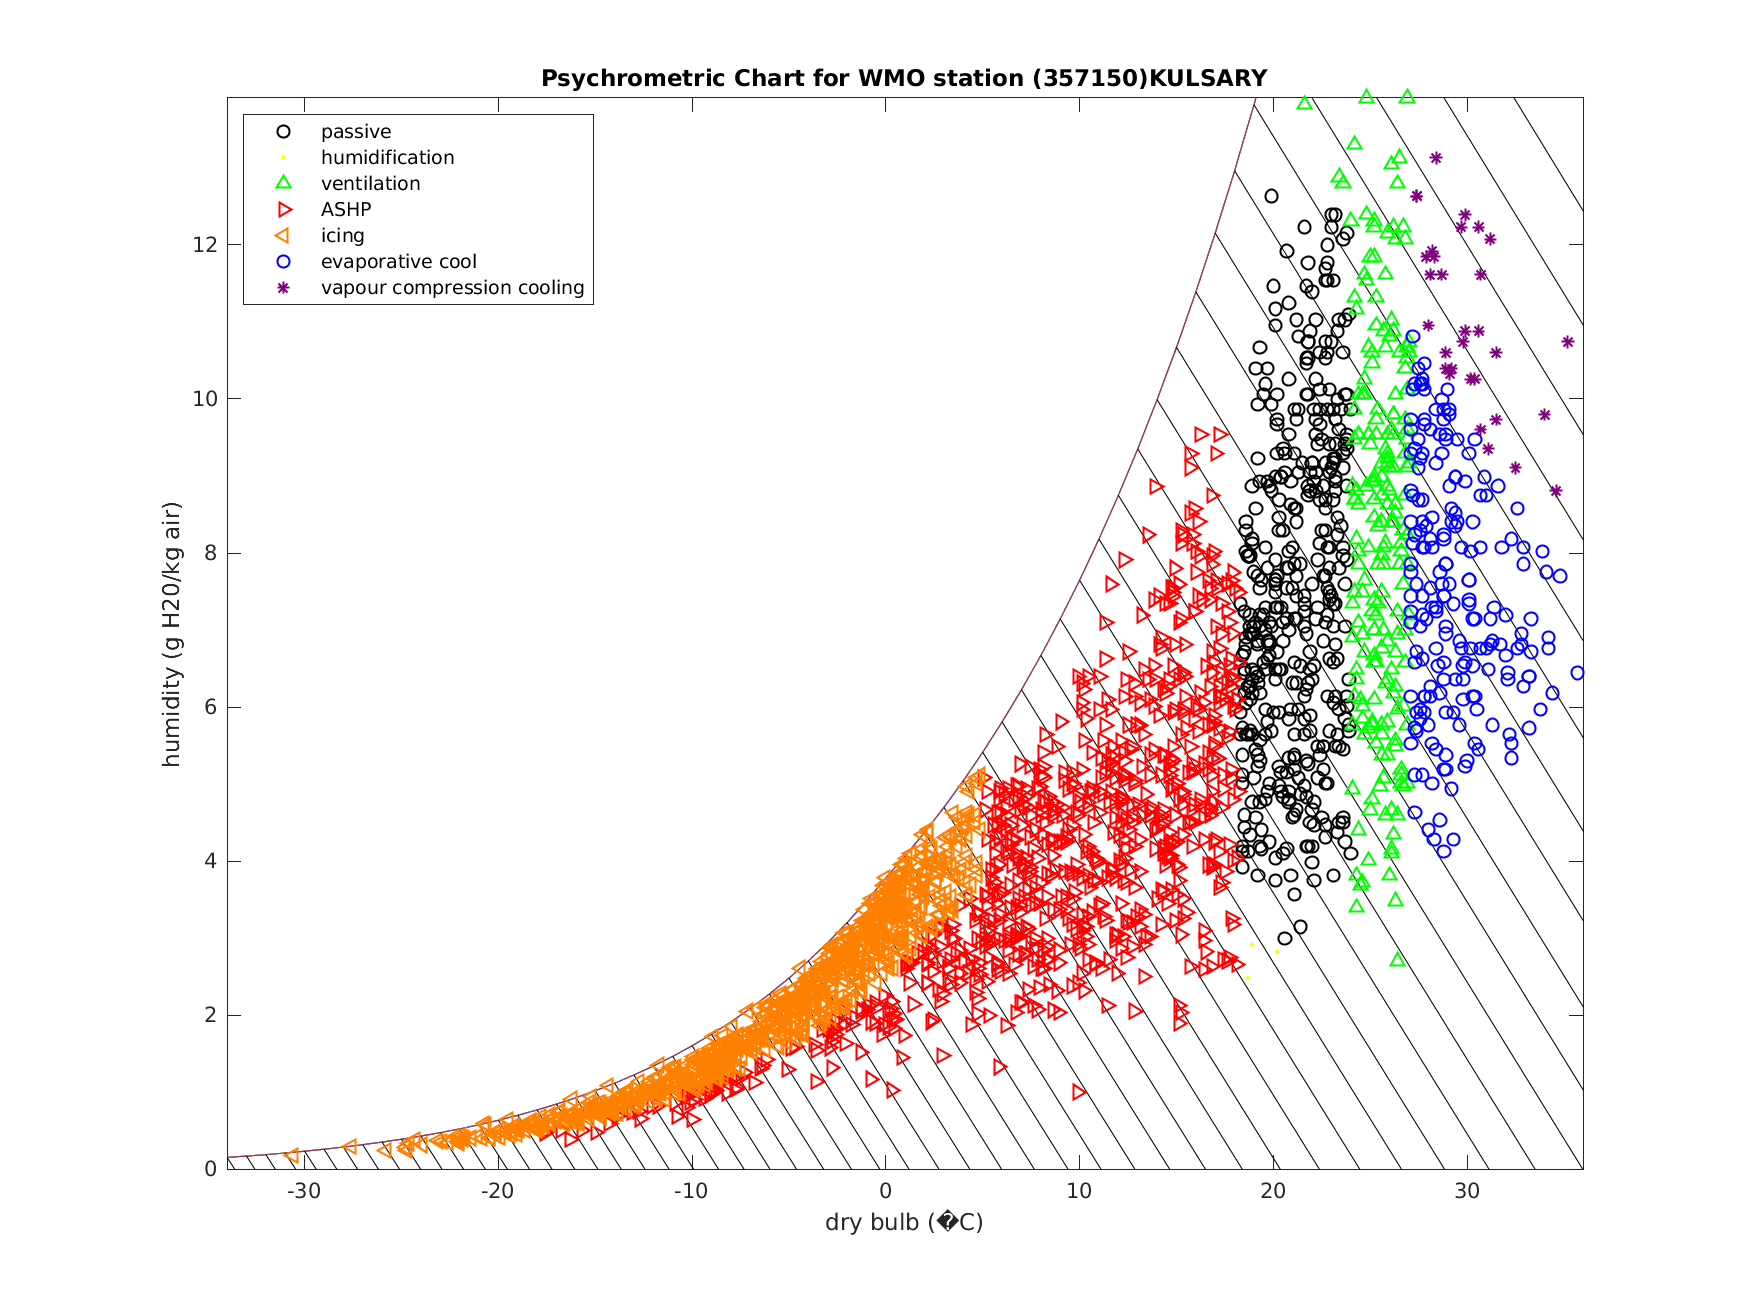 Psychrometric Chart for WMO station (357150)KULSARY
passive
humidification
ventilation
ASHP
icing
evaporative cool
vapour compression cooling
humidity (g H20/kg air)
12
10
8
6
4
2
0
-30 -20 -10 0 10 20 30
dry bulb (�C)